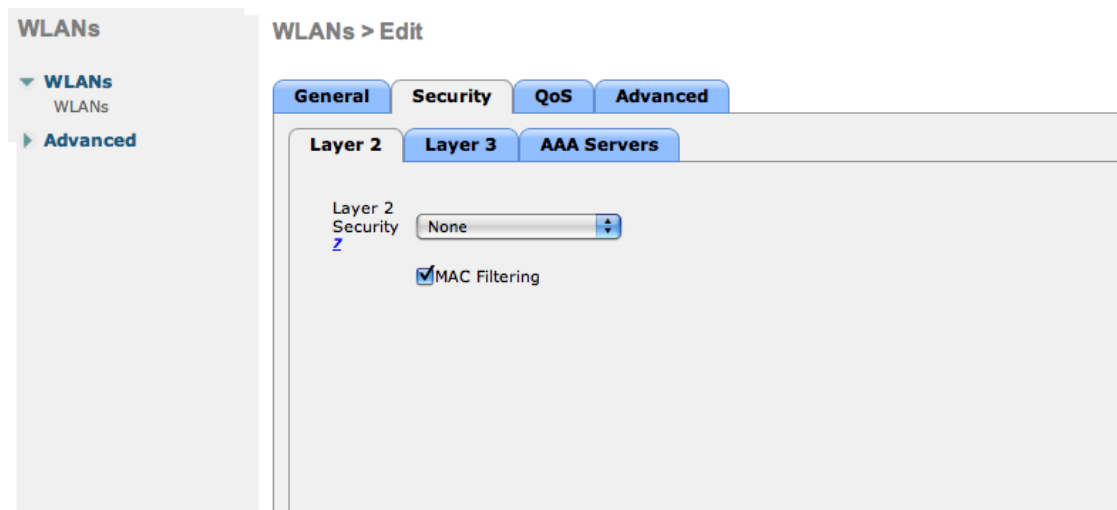 WLANs
WLANs
WLANs
Advanced
WLANs > Edit
General Security QoS Advanced
Layer 2 Layer 3 AAA Servers
Layer 2
Security
7
None
MAC Filtering